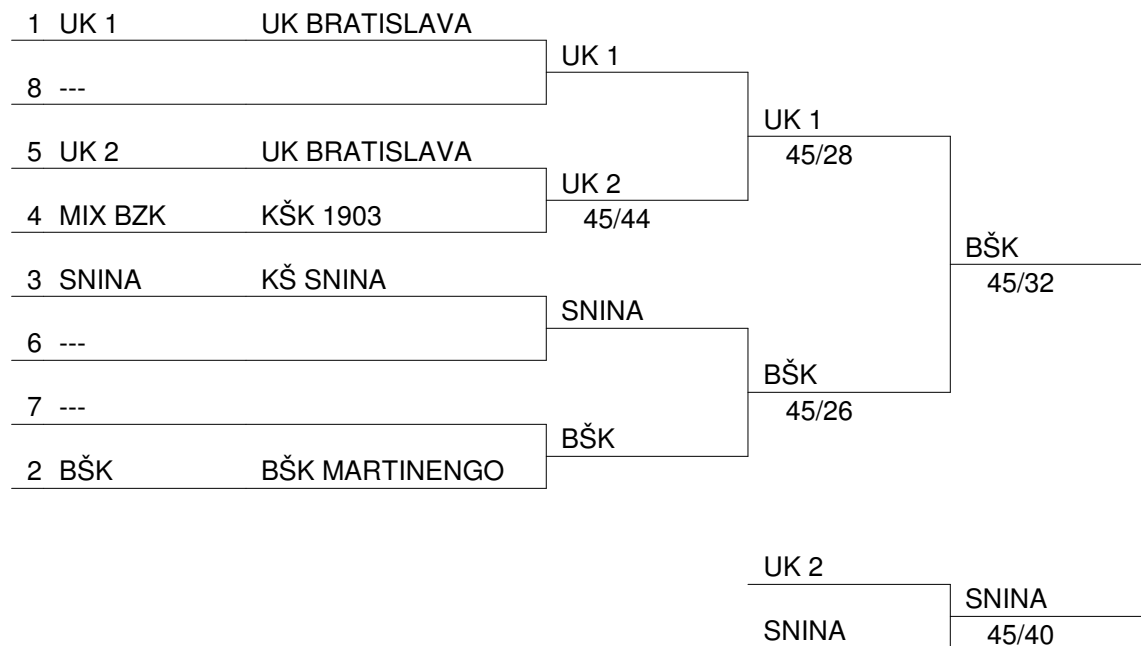 1 UK 1 UK BRATISLAVA
UK 1
8 ---
UK 1
45/28
5 UK 2 UK BRATISLAVA
UK 2
45/44
4 MIX BZK KŠK 1903
BŠK
45/32
3 SNINA KŠ SNINA
SNINA
6 ---
BŠK
45/26
7 ---
BŠK
2 BŠK BŠK MARTINENGO
UK 2
SNINA
45/40
SNINA